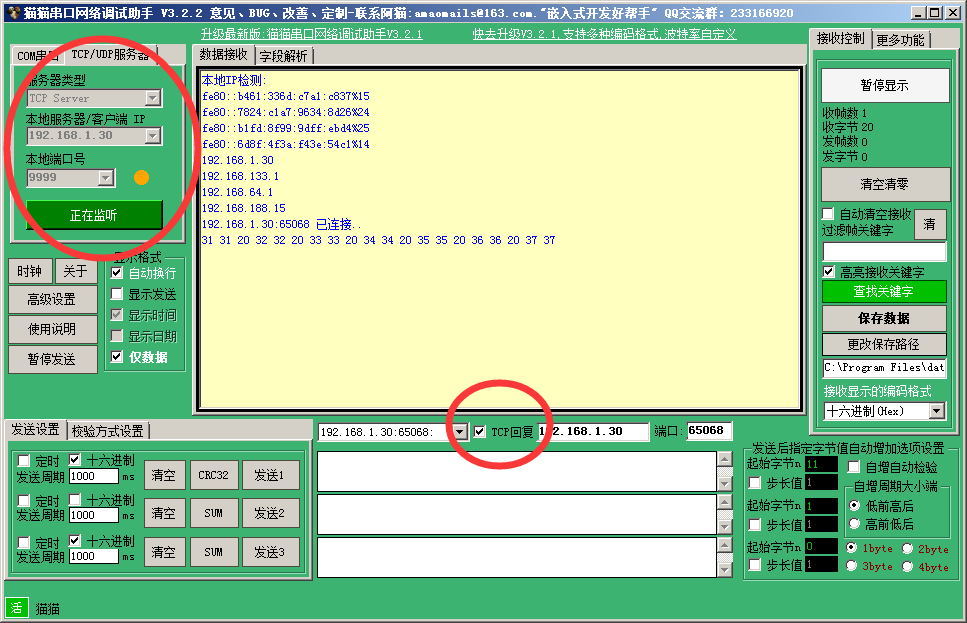 猫猫串口网络调试助手 V3.2.2 意见、BUG、改善、定制-联系阿猫:amaomails@163.com."嵌入式开发好帮手" QQ交流群: 233166920
升级最新版:猫猫串口网络调试助手V3.2.1
快去升级V3.2.1,支持多种编码格式,波特率自定义
COM串口
TCP/UDP服务器
服务器类型
TCP Server
本地服务器/客户端 IP
192.168.1.30
本地端口号
9999
正在监听
时钟
关于
高级设置
使用说明
暂停发送
显示格式
自动换行
显示发送
显示时间
显示日期
仅数据
数据接收
字段解析
本地IP检测:
fe80::b461:336d:c7a1:c837%15
fe80::7824:c1a7:9634:8d26%24
fe80::b1fd:8f99:9dff:ebd4%25
fe80::6d8f:4f3a:f43e:54c1%14
192.168.1.30
192.168.133.1
192.168.64.1
192.168.188.15
192.168.1.30:65068 已连接..
31 31 20 32 32 20 33 33 20 34 34 20 35 35 20 36 36 20 37 37
接收控制
更多功能
暂停显示
收帧数 1
收字节 20
发帧数 0
发字节 0
清空清零
自动清空接收
过滤帧关键字
清
高亮接收关键字
查找关键字
保存数据
更改保存路径
C:\Program Files\dat
接收显示的编码格式
十六进制(Hex)
发送设置
校验方式设置
定时
十六进制
发送周期
1000
ms
清空
CRC32
发送1
定时
十六进制
发送周期
1000
ms
清空
SUM
发送2
定时
十六进制
发送周期
1000
ms
清空
SUM
发送3
192.168.1.30:65068:
TCP回复
192.168.1.30
端口:
65068
发送后指定字节值自动增加选项设置
起始字节n
11
步长值
1
起始字节n
1
步长值
1
起始字节n
0
步长值
1
自增自动检验
自增周期大小端
低前高后
高前低后
1byte
2byte
3byte
4byte
活
猫猫